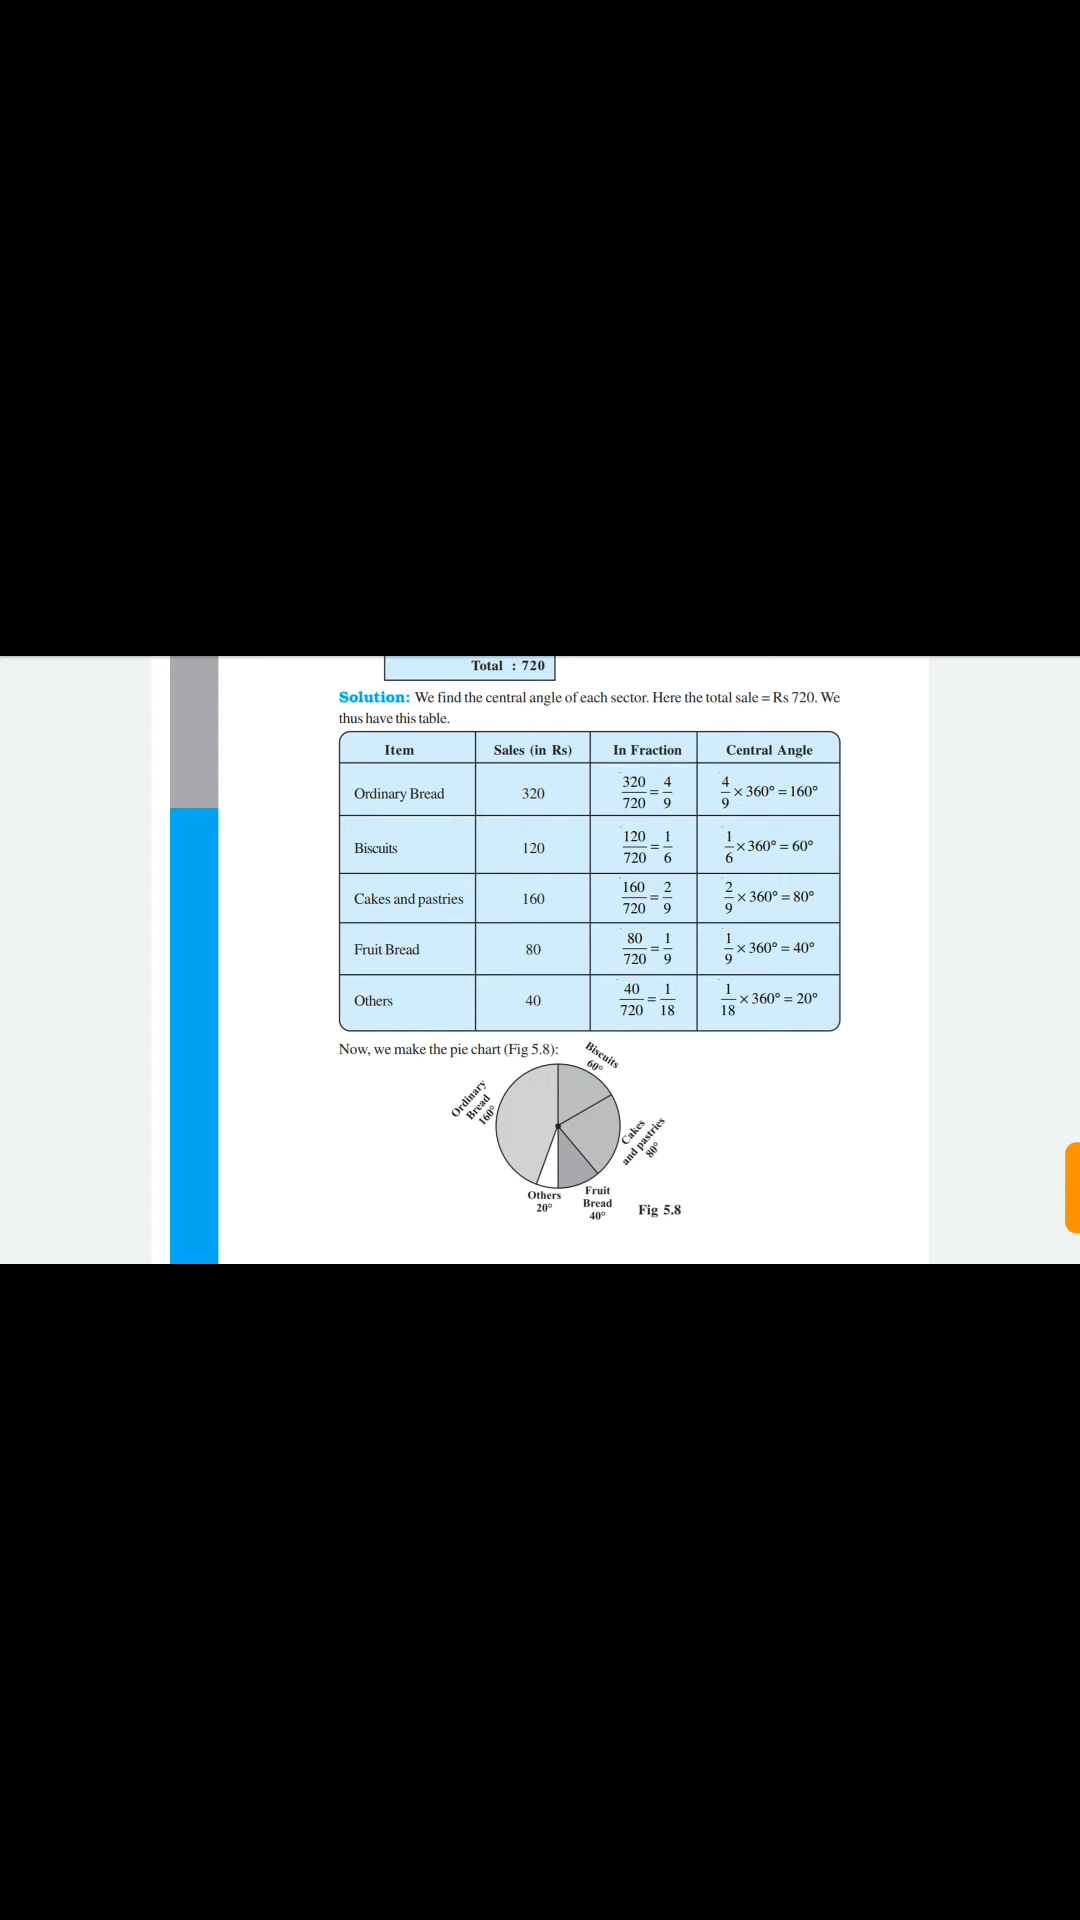 Total : 720
Solution: We find the central angle of each sector. Here the total sale = Rs 720. We
thus have this table.
Item Sales (in Rs) In Fraction Central Angle
Ordinary Bread 320 320/720 = 4/9 4/9 × 360° = 160°
Biscuits 120 120/720 = 1/6 1/6 × 360° = 60°
Cakes and pastries 160 160/720 = 2/9 2/9 × 360° = 80°
Fruit Bread 80 80/720 = 1/9 1/9 × 360° = 40°
Others 40 40/720 = 1/18 1/18 × 360° = 20°
Now, we make the pie chart (Fig 5.8):
Biscuits
60°
Ordinary
Bread
160°
Cakes
and pastries
80°
Others
20°
Fruit
Bread
40°
Fig 5.8